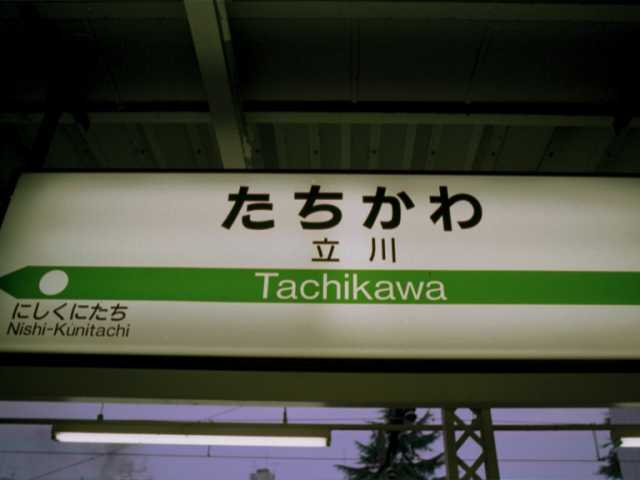 たちかわ
立川
Tachikawa
にしくにたち
Nishi-Kunitachi